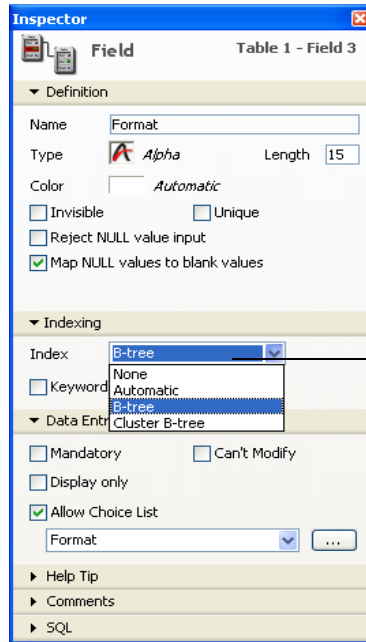 Inspector
Field Table 1 - Field 3
Definition
Name Format
Type Alpha Length 15
Color Automatic
Invisible Unique
Reject NULL value input
Map NULL values to blank values
Indexing
Index B-tree
None
Automatic
B-tree
Cluster B-tree
Keyword
Data Entr
Mandatory Can't Modify
Display only
Allow Choice List
Format ...
Help Tip
Comments
SQL